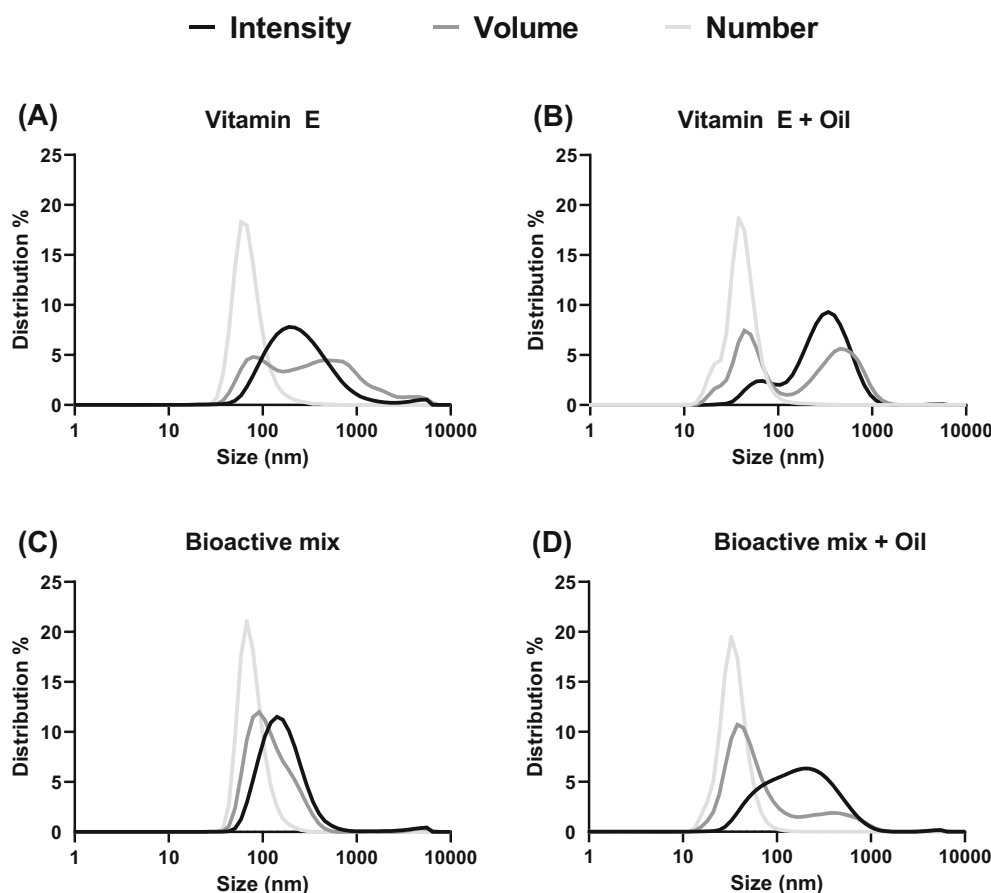 Intensity Volume Number
(A) Vitamin E
25
20
15
10
5
0
Distribution %
1 10 100 1000 10000
Size (nm)
(B) Vitamin E + Oil
25
20
15
10
5
0
Distribution %
1 10 100 1000 10000
Size (nm)
(C) Bioactive mix
25
20
15
10
5
0
Distribution %
1 10 100 1000 10000
Size (nm)
(D) Bioactive mix + Oil
25
20
15
10
5
0
Distribution %
1 10 100 1000 10000
Size (nm)